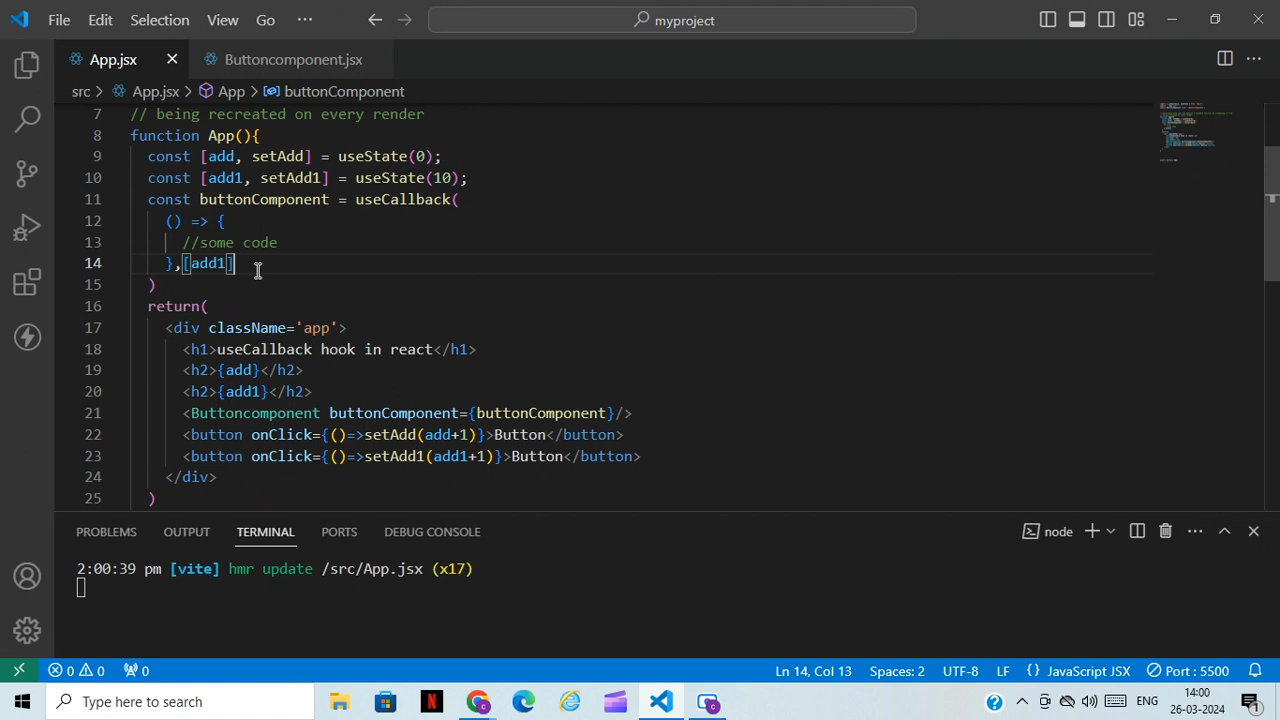 File Edit Selection View Go ··· myproject
App.jsx Buttoncomponent.jsx
src > App.jsx > App > buttonComponent
7 // being recreated on every render
8 function App(){
9 const [add, setAdd] = useState(0);
10 const [add1, setAdd1] = useState(10);
11 const buttonComponent = useCallback(
12 () => {
13 //some code
14 },[add1]
15 )
16 return(
17 <div className='app'>
18 <h1>useCallback hook in react</h1>
19 <h2>{add}</h2>
20 <h2>{add1}</h2>
21 <Buttoncomponent buttonComponent={buttonComponent}/>
22 <button onClick={()=>setAdd(add+1)}>Button</button>
23 <button onClick={()=>setAdd1(add1+1)}>Button</button>
24 </div>
25 )
PROBLEMS OUTPUT TERMINAL PORTS DEBUG CONSOLE node
2:00:39 pm [vite] hmr update /src/App.jsx (x17)
0 0 0 Ln 14, Col 13 Spaces: 2 UTF-8 LF {} JavaScript JSX Port : 5500
Type here to search ENG 14:00
26-03-2024